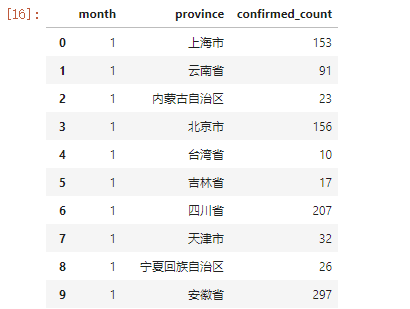 [16]:
month province confirmed_count
0 1 上海市 153
1 1 云南省 91
2 1 内蒙古自治区 23
3 1 北京市 156
4 1 台湾省 10
5 1 吉林省 17
6 1 四川省 207
7 1 天津市 32
8 1 宁夏回族自治区 26
9 1 安徽省 297